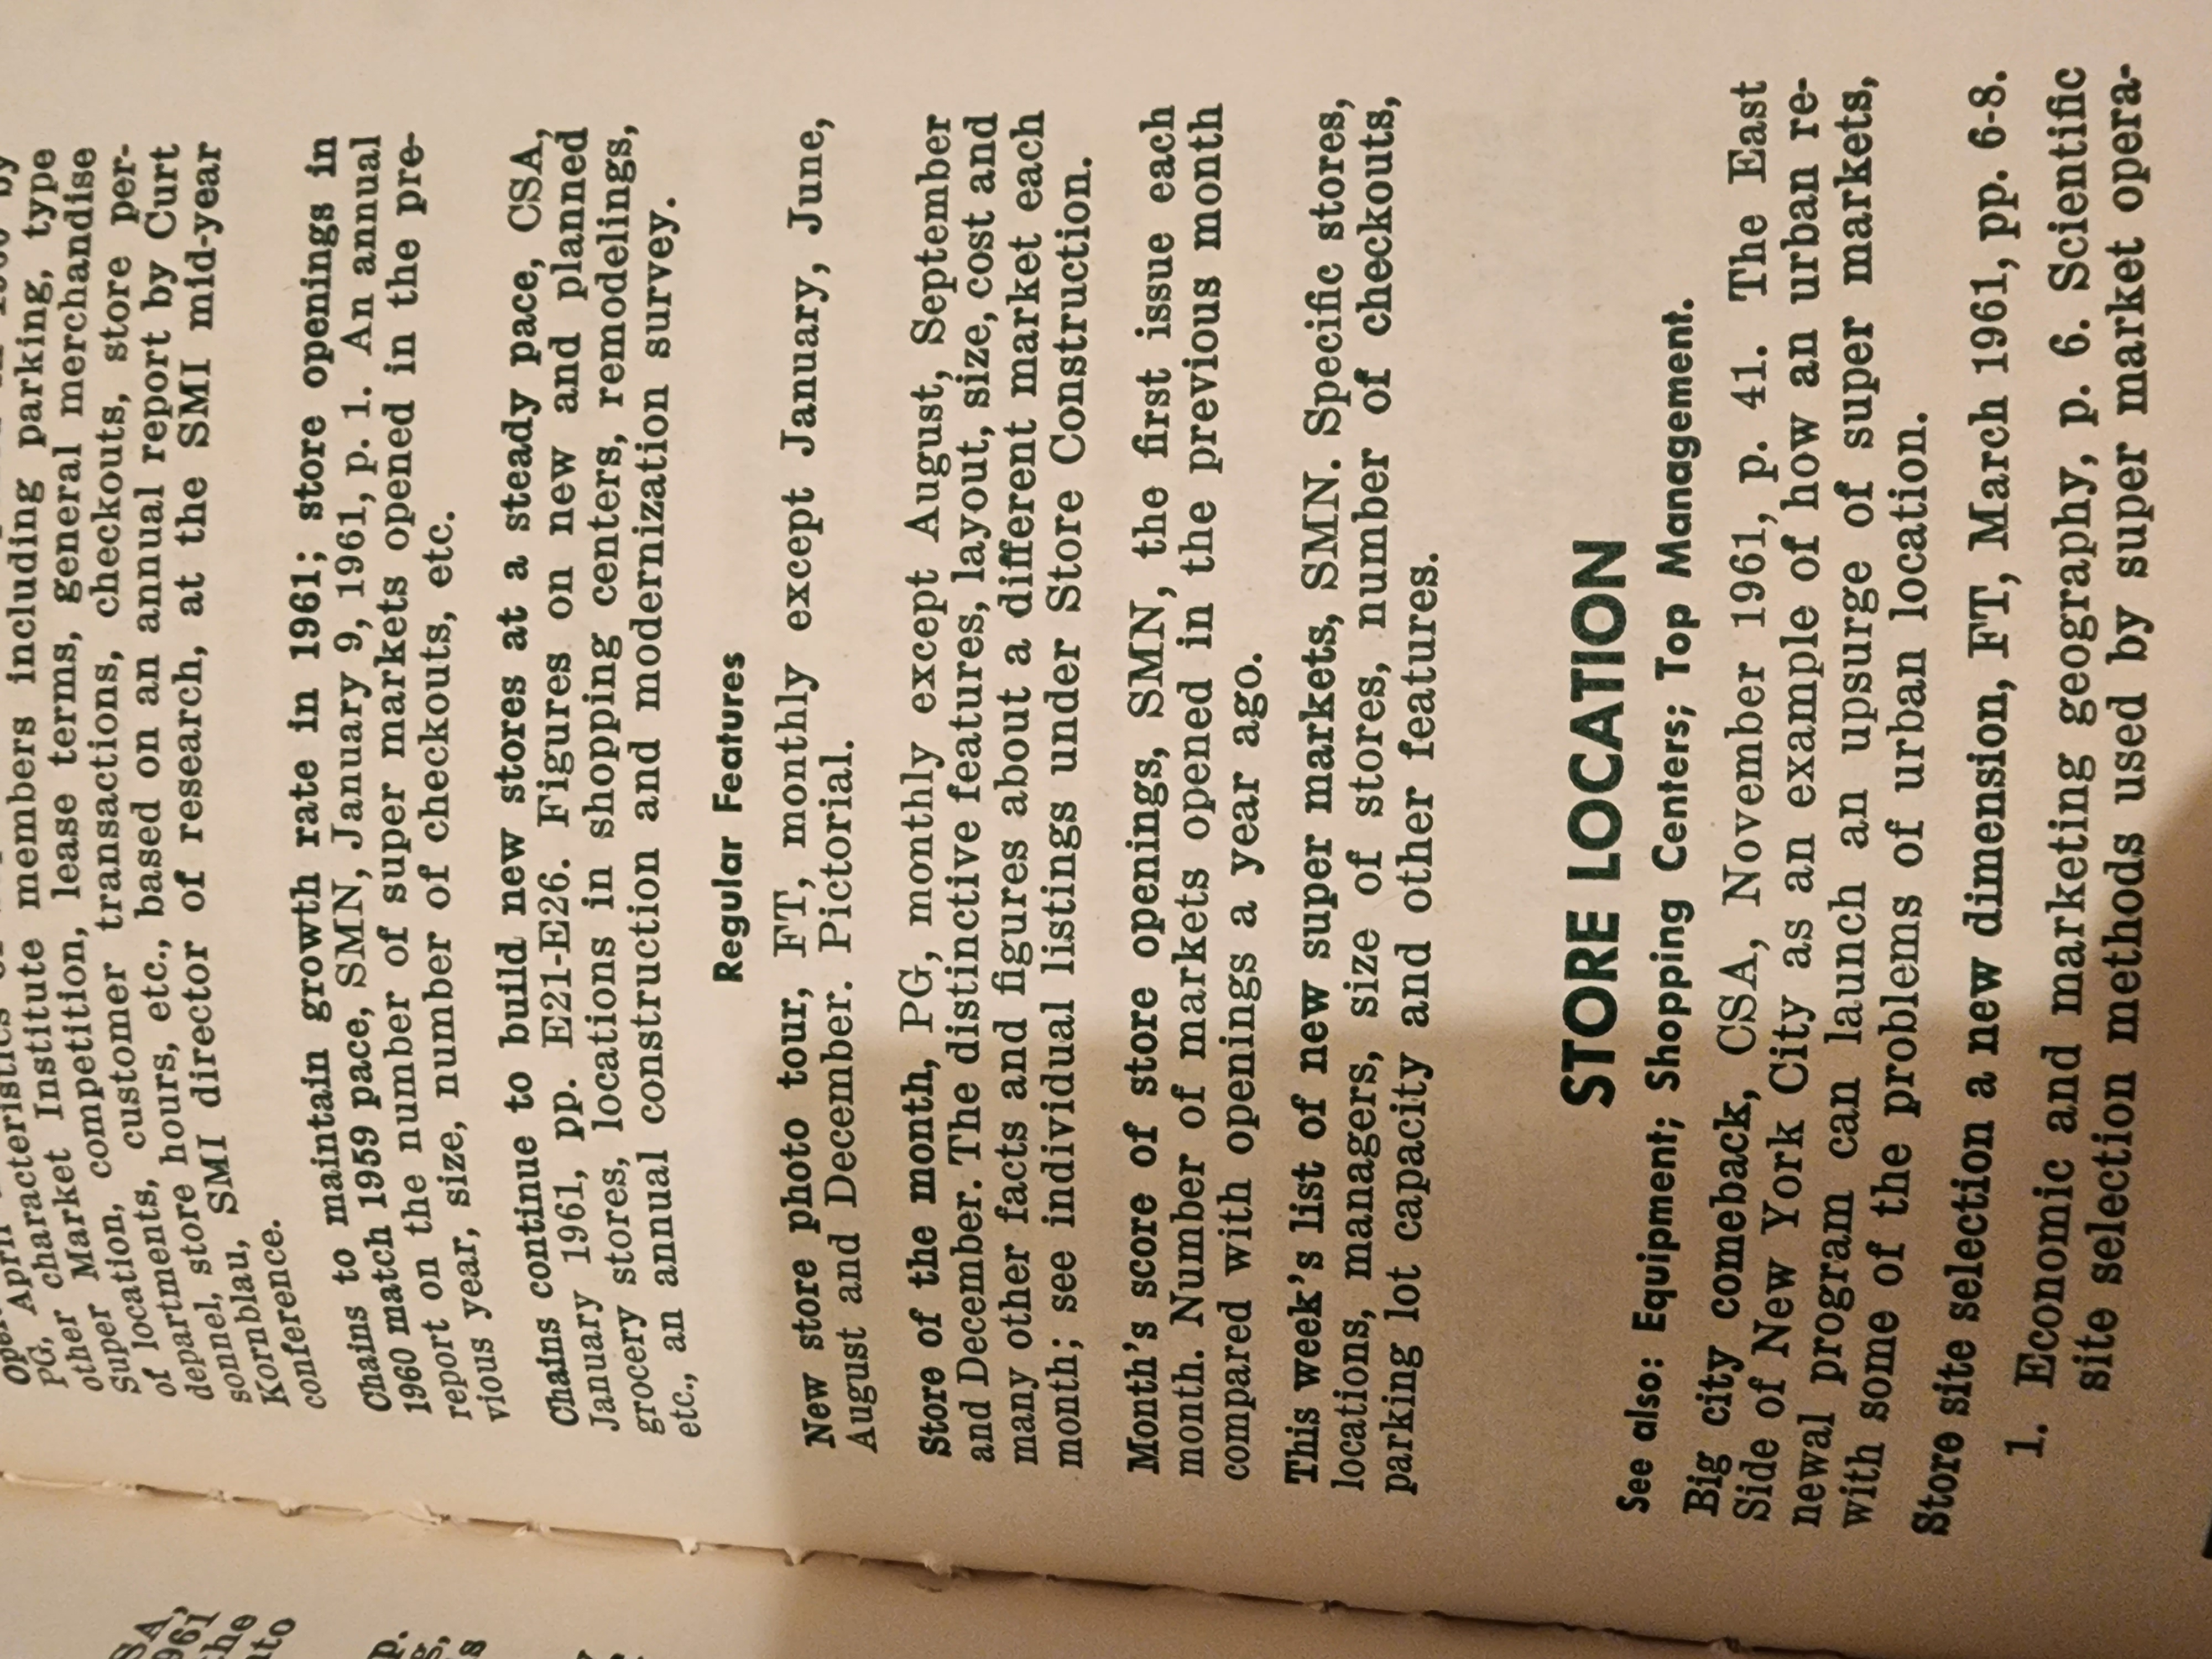 PG, April
other Market Institute members including parking, type
Super competition, lease terms, general merchandise
of location, customer transactions, checkouts, store per-
departments, store hours, etc., based on an annual report by Curt
sonnel, SMI director of research, at the SMI mid-year
Kornblau,
conference.
Chains to maintain growth rate in 1961; store openings in
1960 match 1959 pace, SMN, January 9, 1961, p. 1. An annual
report on the number of super markets opened in the pre-
vious year, size, number of checkouts, etc.
Chains continue to build new stores at a steady pace, CSA,
January 1961, pp. E21-E26. Figures on new and planned
grocery stores, locations in shopping centers, remodelings,
etc., an annual construction and modernization survey.
Regular Features
New store photo tour, FT, monthly except January, June,
August and December. Pictorial.
Store of the month, PG, monthly except August, September
and December. The distinctive features, layout, size, cost and
many other facts and figures about a different market each
month; see individual listings under Store Construction.
Month's score of store openings, SMN, the first issue each
month. Number of markets opened in the previous month
compared with openings a year ago.
This week's list of new super markets, SMN. Specific stores,
locations, managers, size of stores, number of checkouts,
parking lot capacity and other features.
STORE LOCATION
See also: Equipment; Shopping Centers; Top Management.
Big city comeback, CSA, November 1961, p. 41. The East
Side of New York City as an example of how an urban re-
newal program can launch an upsurge of super markets,
with some of the problems of urban location.
Store site selection a new dimension, FT, March 1961, pp. 6-8.
1. Economic and marketing geography, p. 6. Scientific
site selection methods used by super market opera-